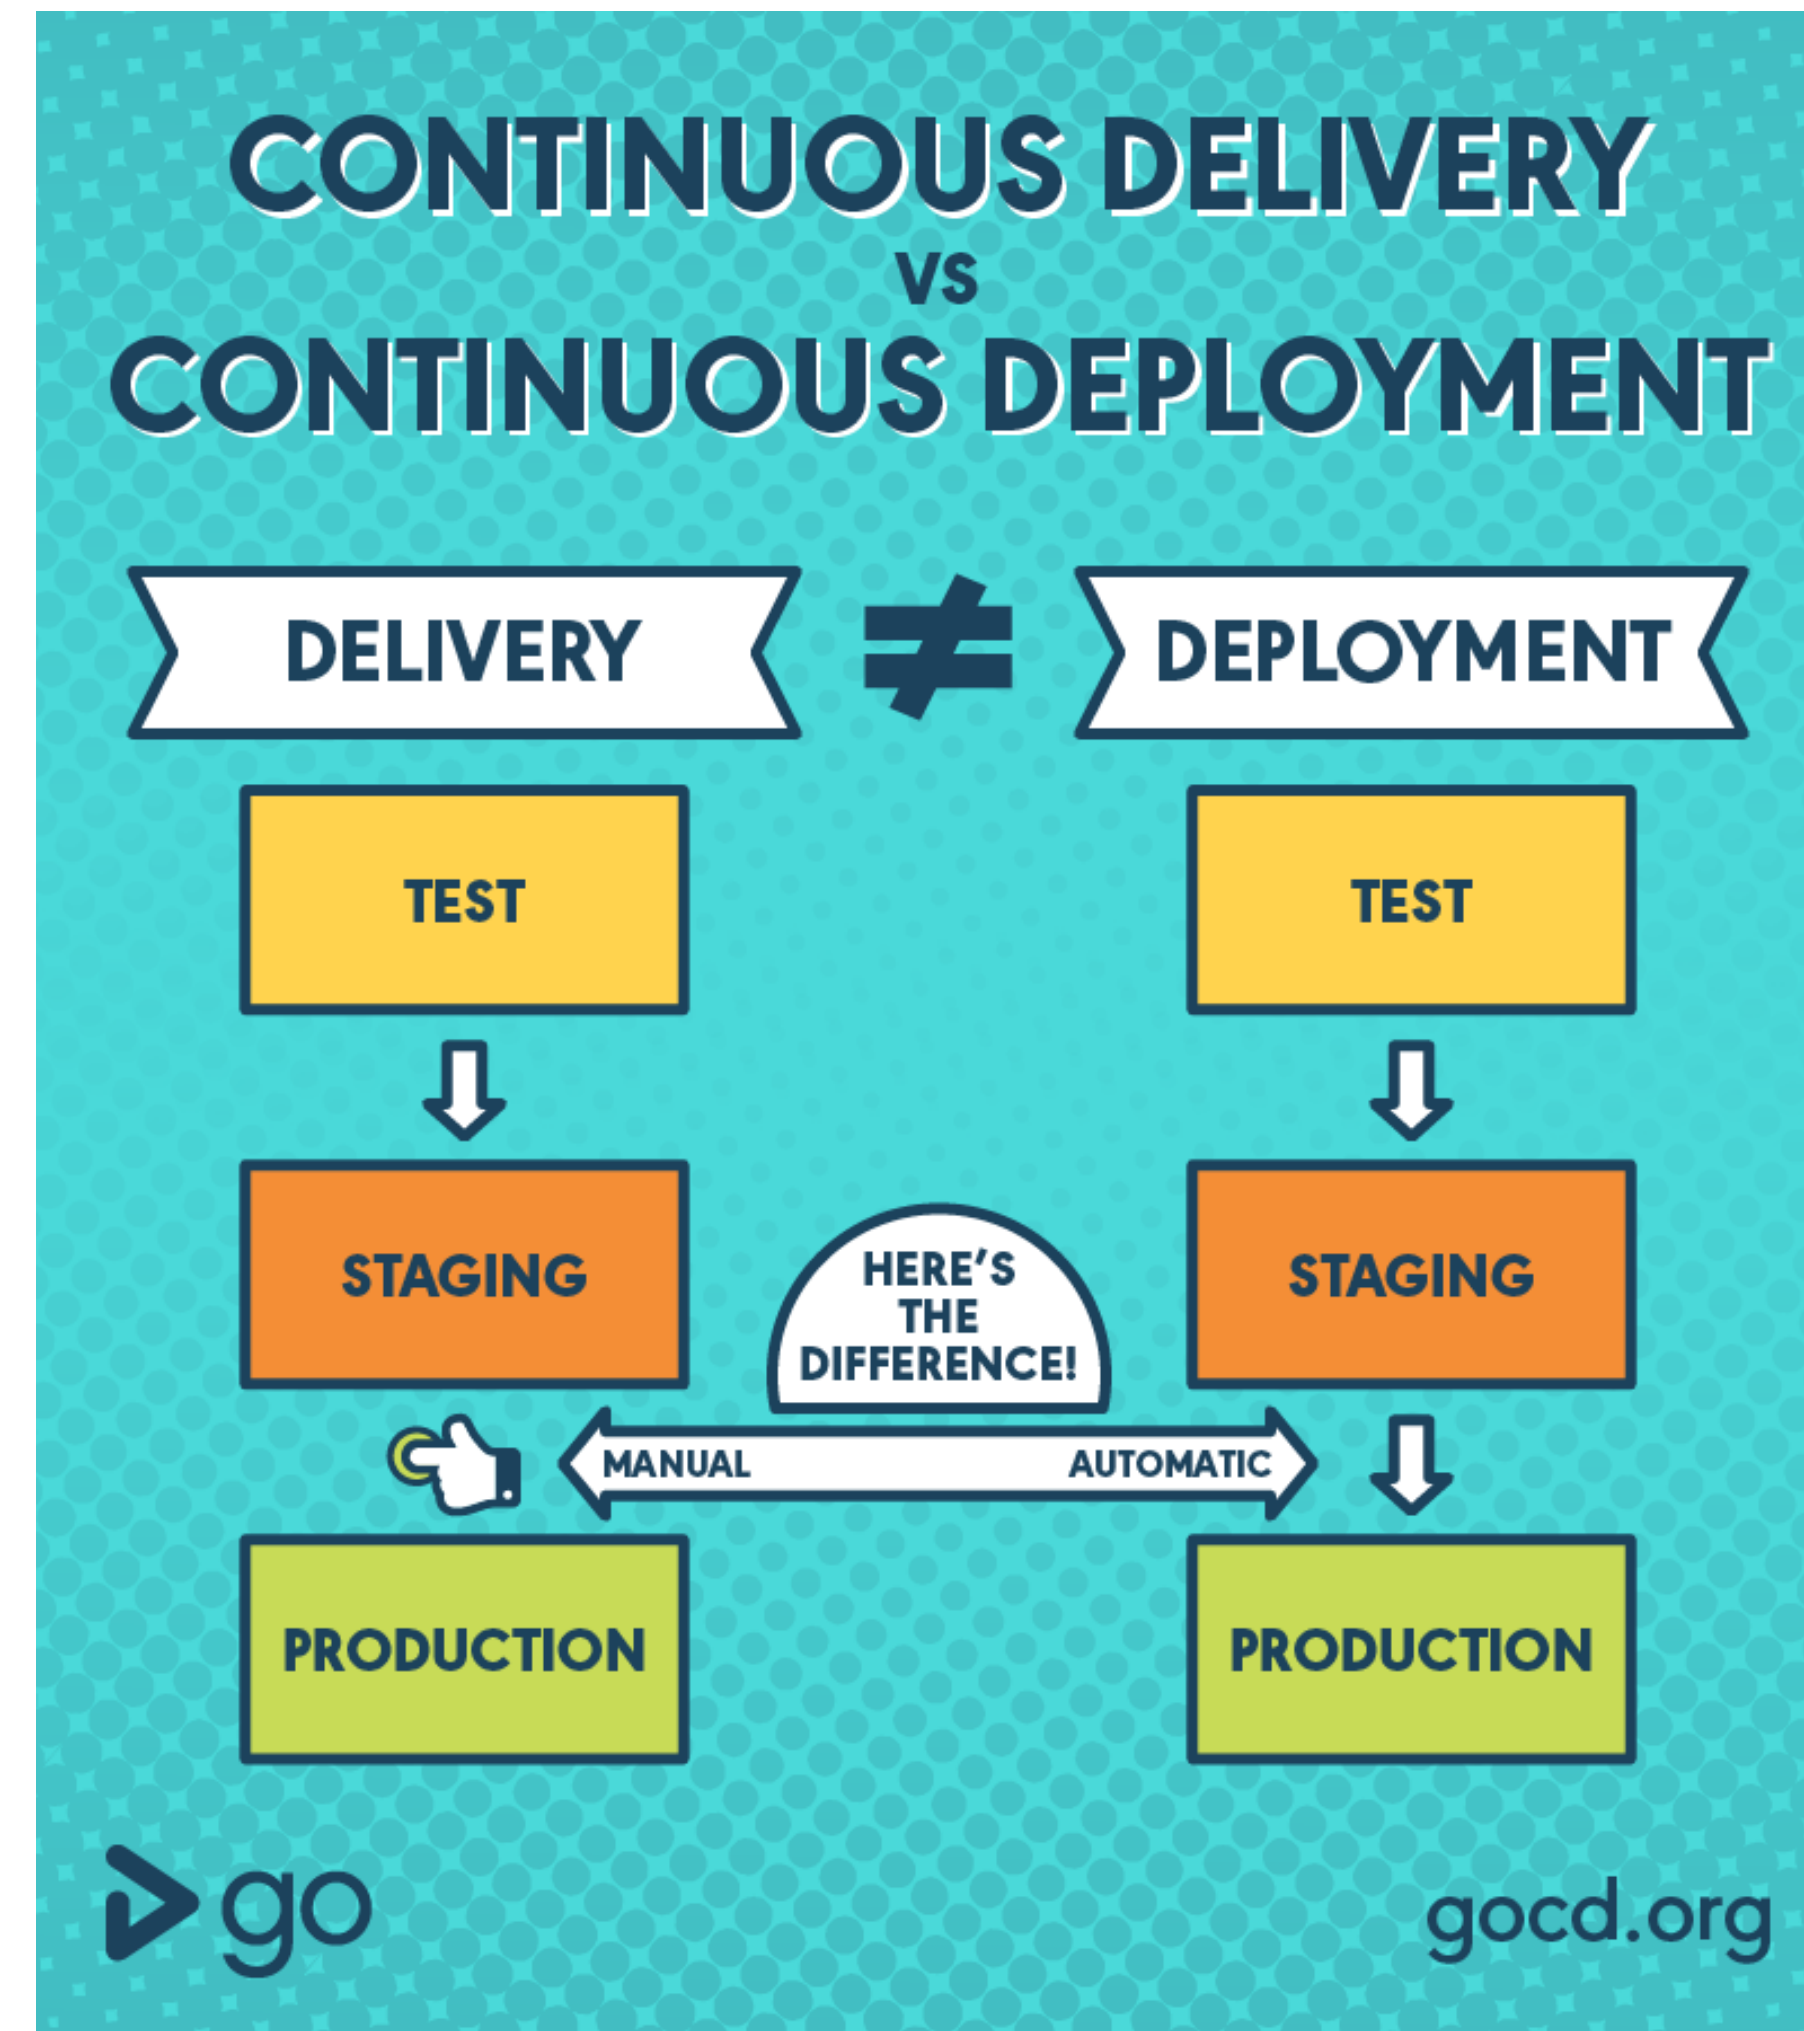 CONTINUOUS DELIVERY
VS
CONTINUOUS DEPLOYMENT
DELIVERY
≠
DEPLOYMENT
TEST
TEST
STAGING
STAGING
HERE'S
THE
DIFFERENCE!
MANUAL
AUTOMATIC
PRODUCTION
PRODUCTION
go
gocd.org